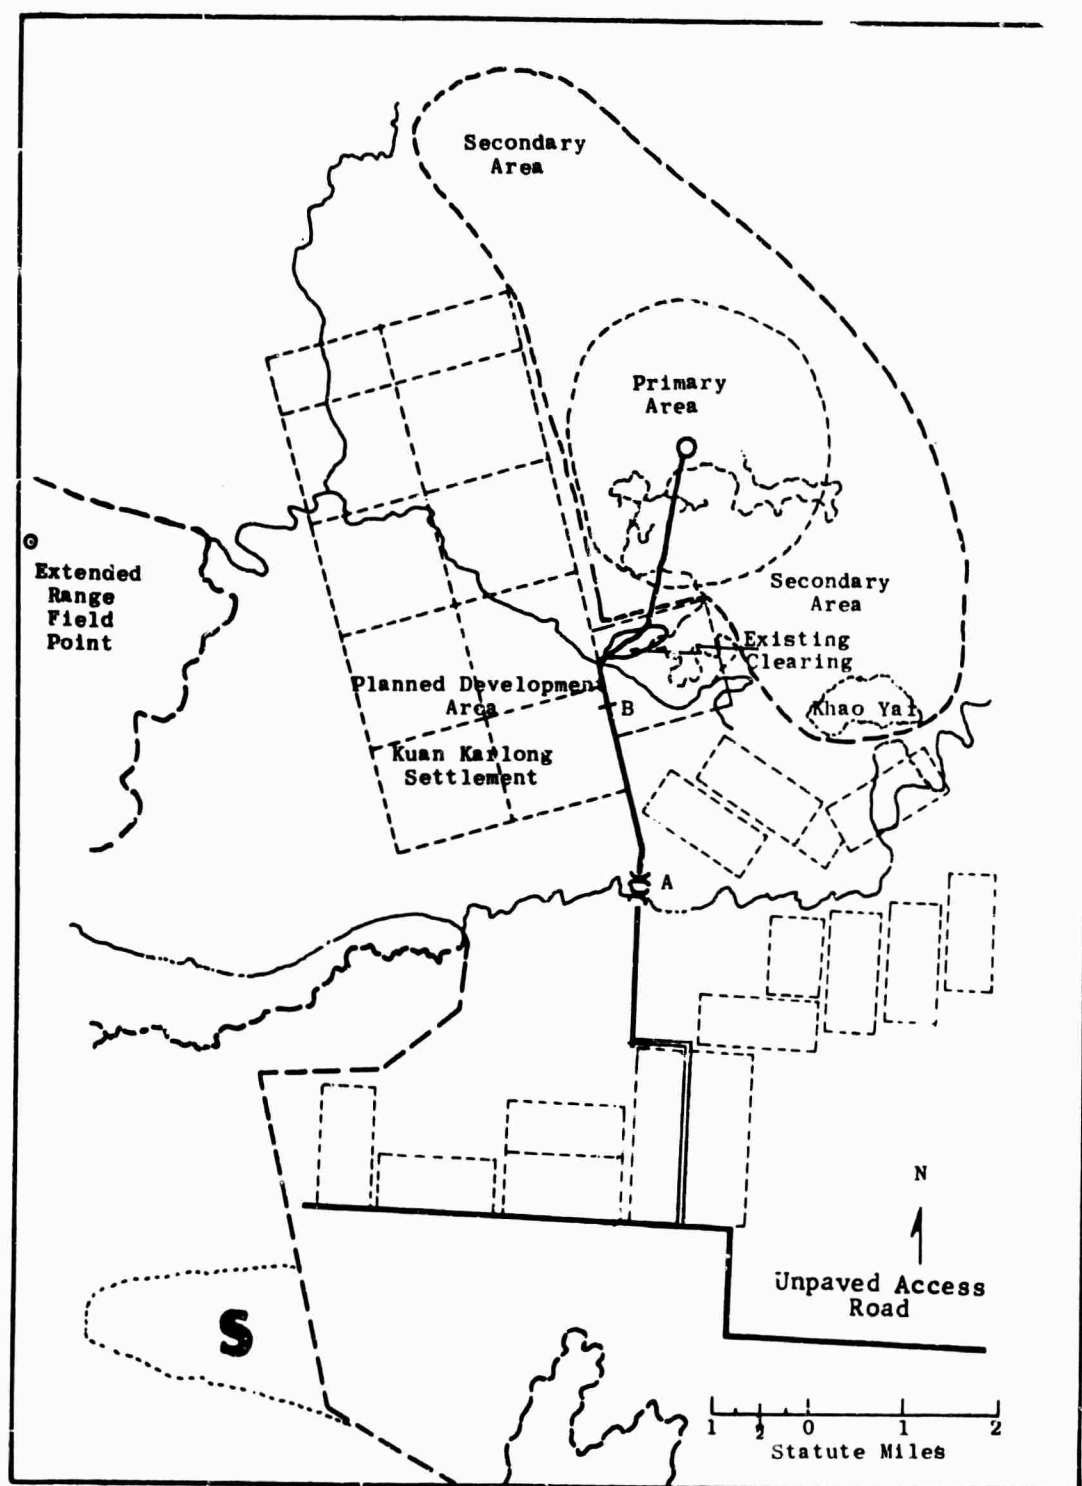 Secondary
Area
Primary
Area
Extended
Range
Field
Point
Secondary
Area
Existing
Clearing
Planned Development
Area
B
Khao Yai
Kuan Karlong
Settlement
A
N
Unpaved Access
Road
S
1 1/2 0 1 2
Statute Miles